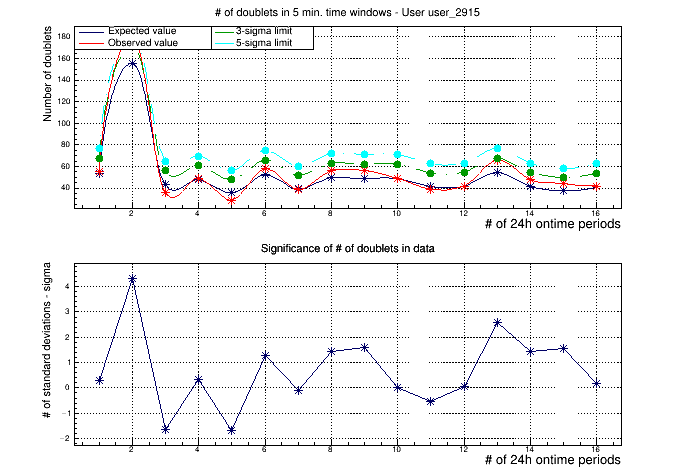 # of doublets in 5 min. time windows - User user_2915
Number of doublets
Expected value
3-sigma limit
Observed value
5-sigma limit
180
160
140
120
100
80
60
40
2 4 6 8 10 12 14 16
# of 24h ontime periods
Significance of # of doublets in data
# of standard deviations - sigma
4
3
2
1
0
−1
−2
2 4 6 8 10 12 14 16
# of 24h ontime periods